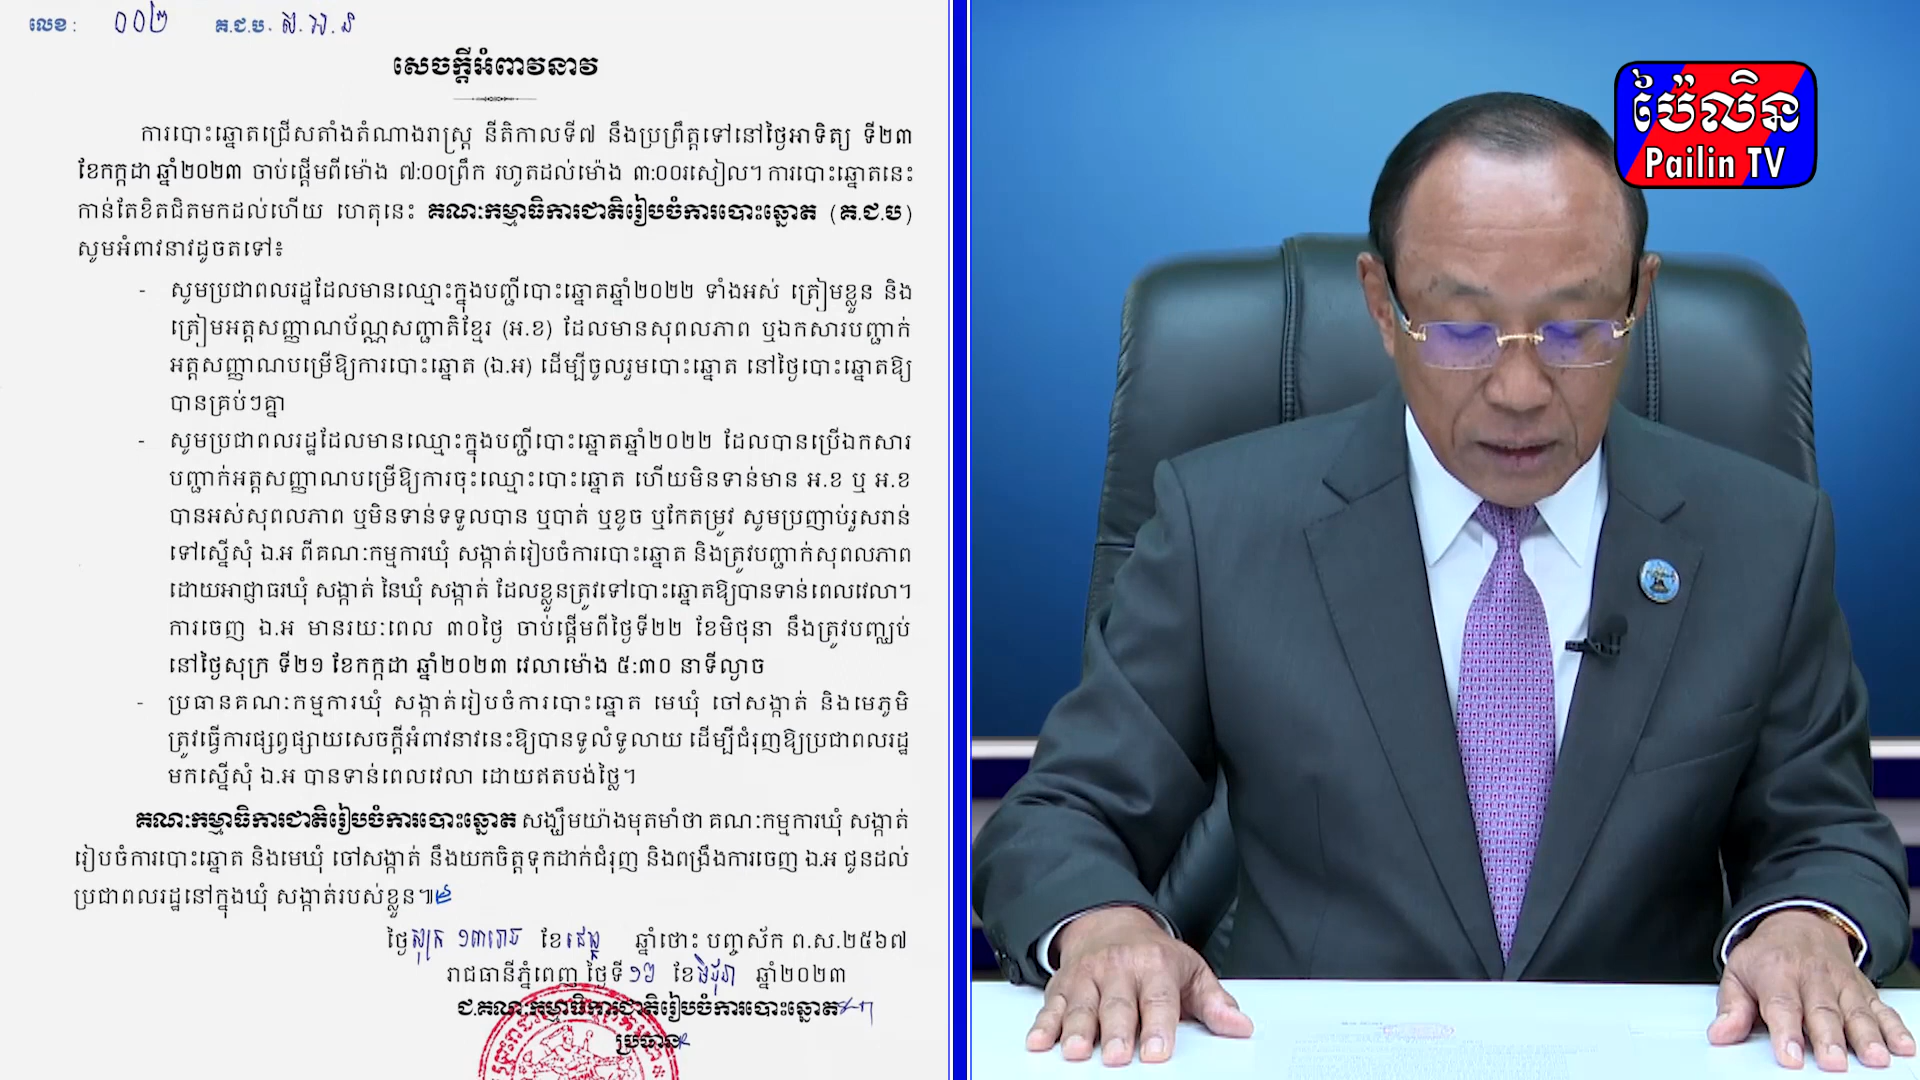 លេខ : ០០២ គ.ជ.ប. ស.អ.ន
សេចក្តីអំពាវនាវ
ការបោះឆ្នោតជ្រើសតាំងតំណាងរាស្ត្រ នីតិកាលទី៧ នឹងប្រព្រឹត្តទៅនៅថ្ងៃអាទិត្យ ទី២៣
ខែកក្កដា ឆ្នាំ២០២៣ ចាប់ផ្តើមពីម៉ោង ៧:០០ព្រឹក រហូតដល់ម៉ោង ៣:០០រសៀល។ ការបោះឆ្នោតនេះ
កាន់តែខិតជិតមកដល់ហើយ ហេតុនេះ គណៈកម្មាធិការជាតិរៀបចំការបោះឆ្នោត (គ.ជ.ប)
សូមអំពាវនាវដូចតទៅ៖
- សូមប្រជាពលរដ្ឋដែលមានឈ្មោះក្នុងបញ្ជីបោះឆ្នោតឆ្នាំ២០២២ ទាំងអស់ ត្រៀមខ្លួន និង
ត្រៀមអត្តសញ្ញាណប័ណ្ណសញ្ជាតិខ្មែរ (អ.ខ) ដែលមានសុពលភាព ឬឯកសារបញ្ជាក់
អត្តសញ្ញាណបម្រើឱ្យការបោះឆ្នោត (ឯ.អ) ដើម្បីចូលរួមបោះឆ្នោត នៅថ្ងៃបោះឆ្នោតឱ្យ
បានគ្រប់ៗគ្នា
- សូមប្រជាពលរដ្ឋដែលមានឈ្មោះក្នុងបញ្ជីបោះឆ្នោតឆ្នាំ២០២២ ដែលបានប្រើឯកសារ
បញ្ជាក់អត្តសញ្ញាណបម្រើឱ្យការចុះឈ្មោះបោះឆ្នោត ហើយមិនទាន់មាន អ.ខ ឬ អ.ខ
បានអស់សុពលភាព ឬមិនទាន់ទទួលបាន ឬបាត់ ឬខូច ឬកែតម្រូវ សូមប្រញាប់រួសរាន់
ទៅស្នើសុំ ឯ.អ ពីគណៈកម្មការឃុំ សង្កាត់រៀបចំការបោះឆ្នោត និងត្រូវបញ្ជាក់សុពលភាព
ដោយអាជ្ញាធរឃុំ សង្កាត់ នៃឃុំ សង្កាត់ ដែលខ្លួនត្រូវទៅបោះឆ្នោតឱ្យបានទាន់ពេលវេលា។
ការចេញ ឯ.អ មានរយៈពេល ៣០ថ្ងៃ ចាប់ផ្តើមពីថ្ងៃទី២២ ខែមិថុនា នឹងត្រូវបញ្ឈប់
នៅថ្ងៃសុក្រ ទី២១ ខែកក្កដា ឆ្នាំ២០២៣ វេលាម៉ោង ៥:៣០ នាទីល្ងាច
- ប្រធានគណៈកម្មការឃុំ សង្កាត់រៀបចំការបោះឆ្នោត មេឃុំ ចៅសង្កាត់ និងមេភូមិ
ត្រូវធ្វើការផ្សព្វផ្សាយសេចក្តីអំពាវនាវនេះឱ្យបានទូលំទូលាយ ដើម្បីជំរុញឱ្យប្រជាពលរដ្ឋ
មកស្នើសុំ ឯ.អ បានទាន់ពេលវេលា ដោយឥតបង់ថ្លៃ។
គណៈកម្មាធិការជាតិរៀបចំការបោះឆ្នោត សង្ឃឹមយ៉ាងមុតមាំថា គណៈកម្មការឃុំ សង្កាត់
រៀបចំការបោះឆ្នោត និងមេឃុំ ចៅសង្កាត់ នឹងយកចិត្តទុកដាក់ជំរុញ និងពង្រឹងការចេញ ឯ.អ ជូនដល់
ប្រជាពលរដ្ឋនៅក្នុងឃុំ សង្កាត់របស់ខ្លួន៕
ថ្ងៃសុក្រ ១៣រោច ខែជេស្ឋ ឆ្នាំថោះ បញ្ចស័ក ព.ស.២៥៦៧
រាជធានីភ្នំពេញ ថ្ងៃទី១៦ ខែមិថុនា ឆ្នាំ២០២៣
ជ.គណៈកម្មាធិការជាតិរៀបចំការបោះឆ្នោត
ប្រធាន
ប៉ៃលិន
Pailin TV